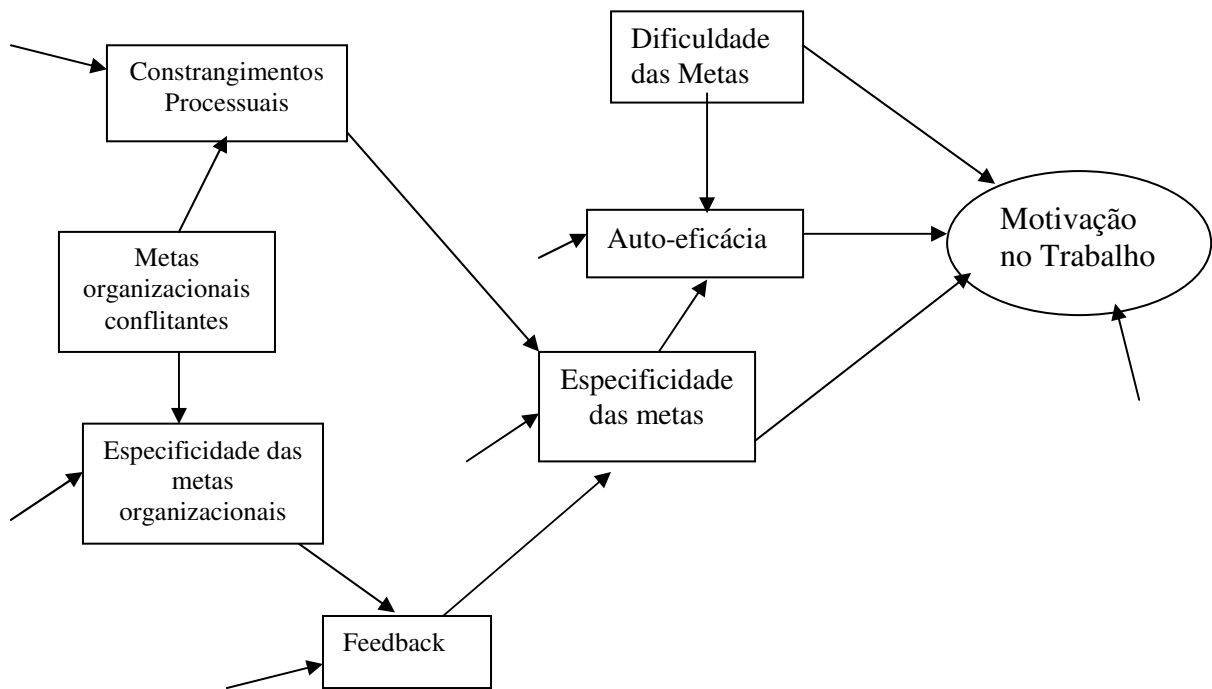 Constrangimentos
Processuais
Dificuldade
das Metas
Auto-eficácia
Motivação
no Trabalho
Metas
organizacionais
conflitantes
Especificidade
das metas
Especificidade das
metas
organizacionais
Feedback